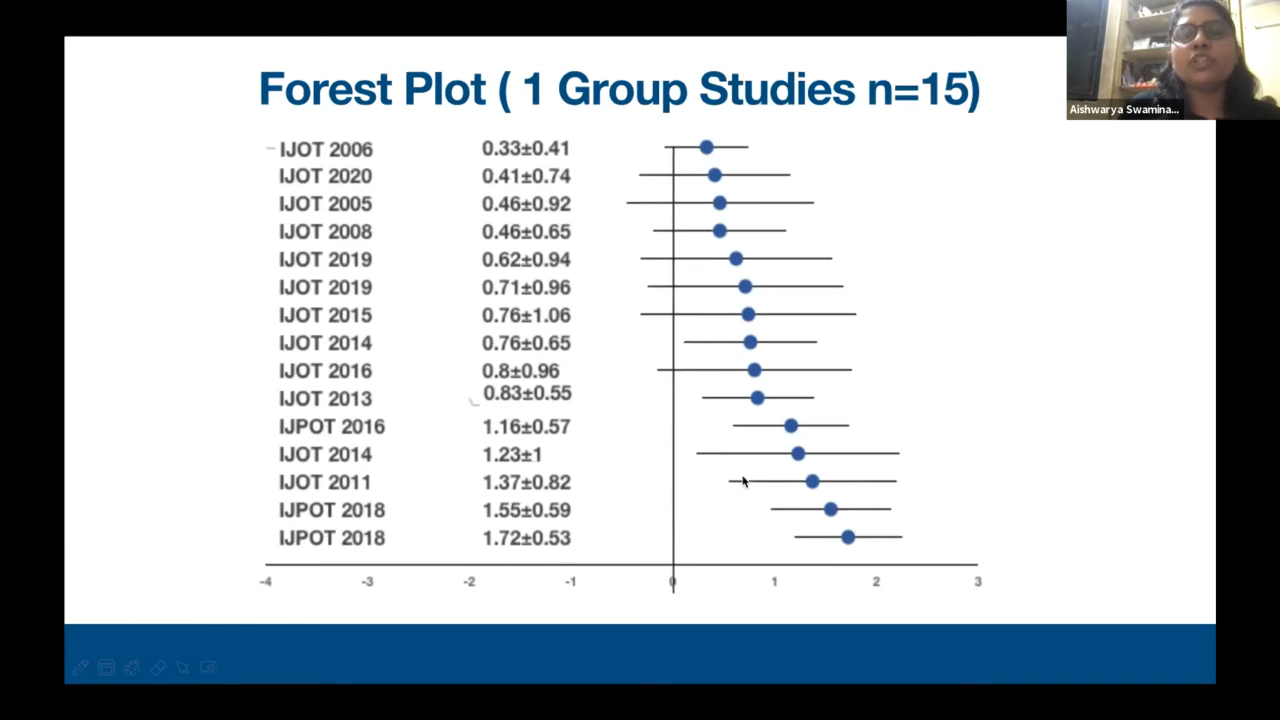 Forest Plot ( 1 Group Studies n=15)
Aishwarya Swamina...
IJOT 2006 0.33±0.41
IJOT 2020 0.41±0.74
IJOT 2005 0.46±0.92
IJOT 2008 0.46±0.65
IJOT 2019 0.62±0.94
IJOT 2019 0.71±0.96
IJOT 2015 0.76±1.06
IJOT 2014 0.76±0.65
IJOT 2016 0.8±0.96
IJOT 2013 0.83±0.55
IJPOT 2016 1.16±0.57
IJOT 2014 1.23±1
IJOT 2011 1.37±0.82
IJPOT 2018 1.55±0.59
IJPOT 2018 1.72±0.53
-4 -3 -2 -1 0 1 2 3